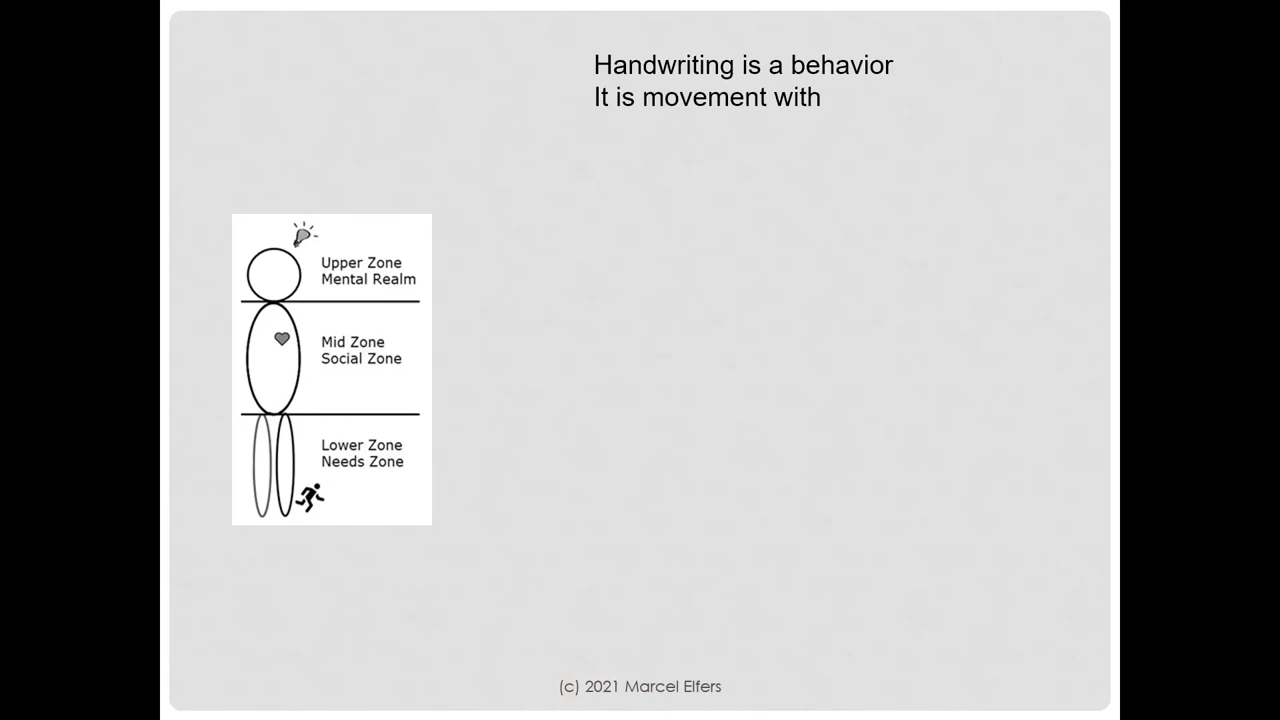 Handwriting is a behavior
It is movement with
Upper Zone
Mental Realm
Mid Zone
Social Zone
Lower Zone
Needs Zone
(c) 2021 Marcel Elfers